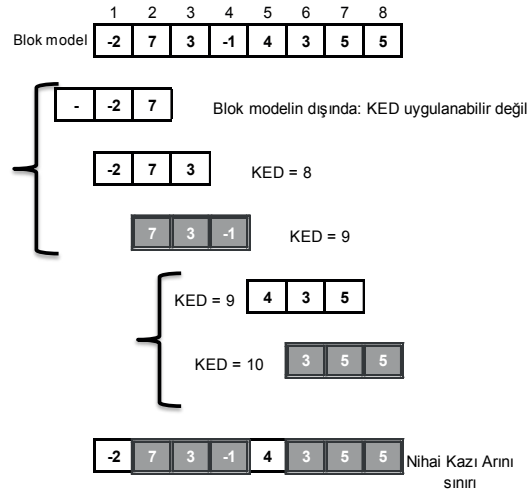 1 2 3 4 5 6 7 8
Blok model -2 7 3 -1 4 3 5 5
- -2 7 Blok modelin dışında: KED uygulanabilir değil
-2 7 3 KED = 8
7 3 -1 KED = 9
KED = 9 4 3 5
KED = 10 3 5 5
-2 7 3 -1 4 3 5 5 Nihai Kazı Arını
sınırı